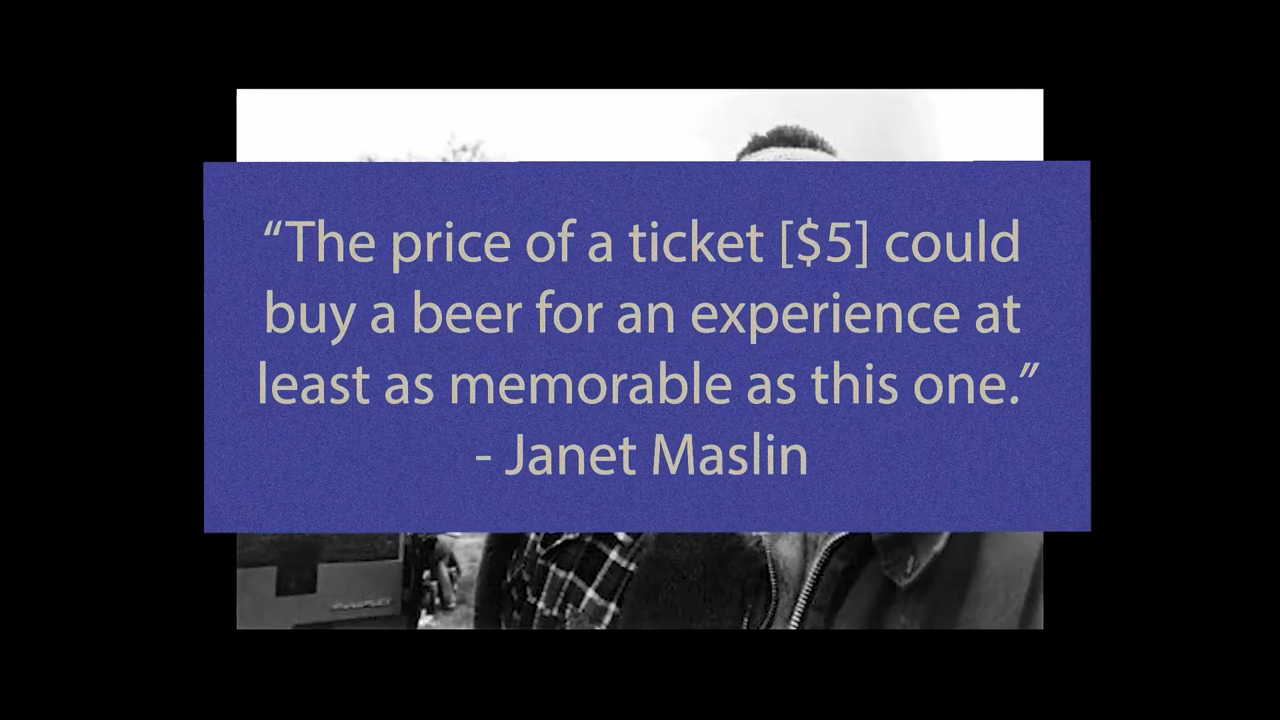 “The price of a ticket [$5] could
buy a beer for an experience at
least as memorable as this one.”
- Janet Maslin